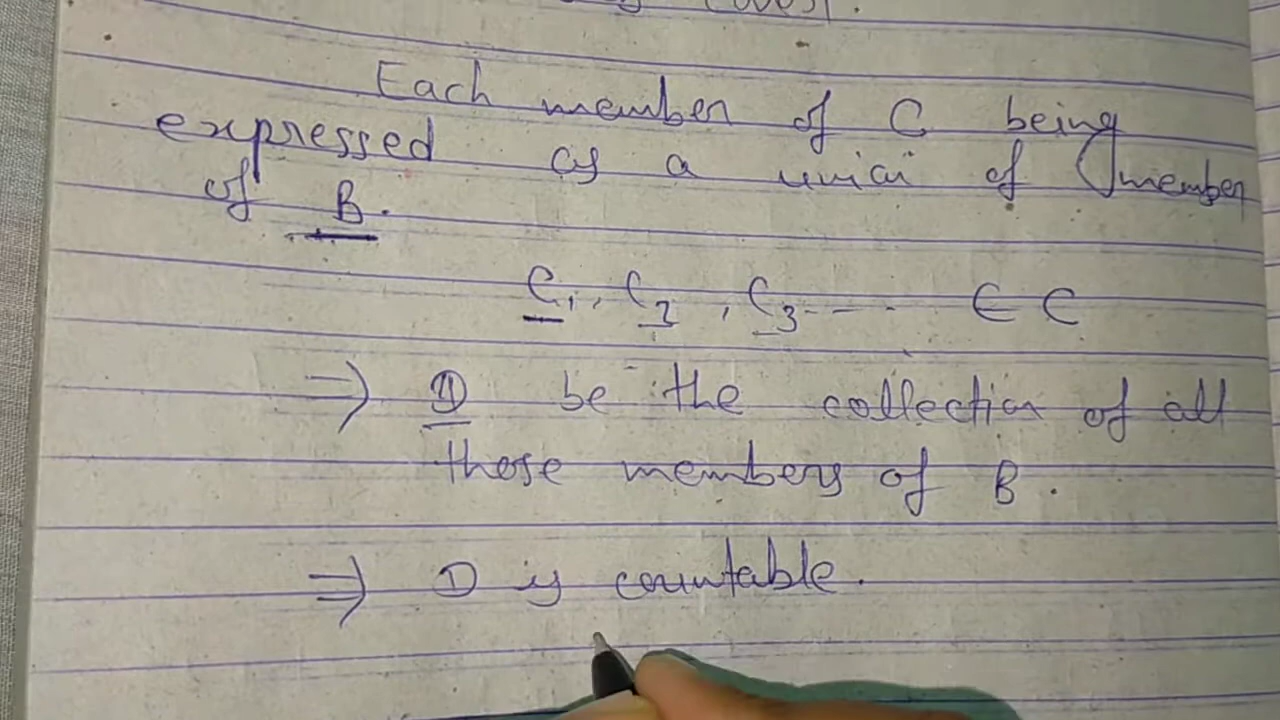 Each member of C being
expressed as a union of member
of B.
C1, C2, C3 --- ∈ C
⇒ D be the collection of all
those members of B.
⇒ D is countable.